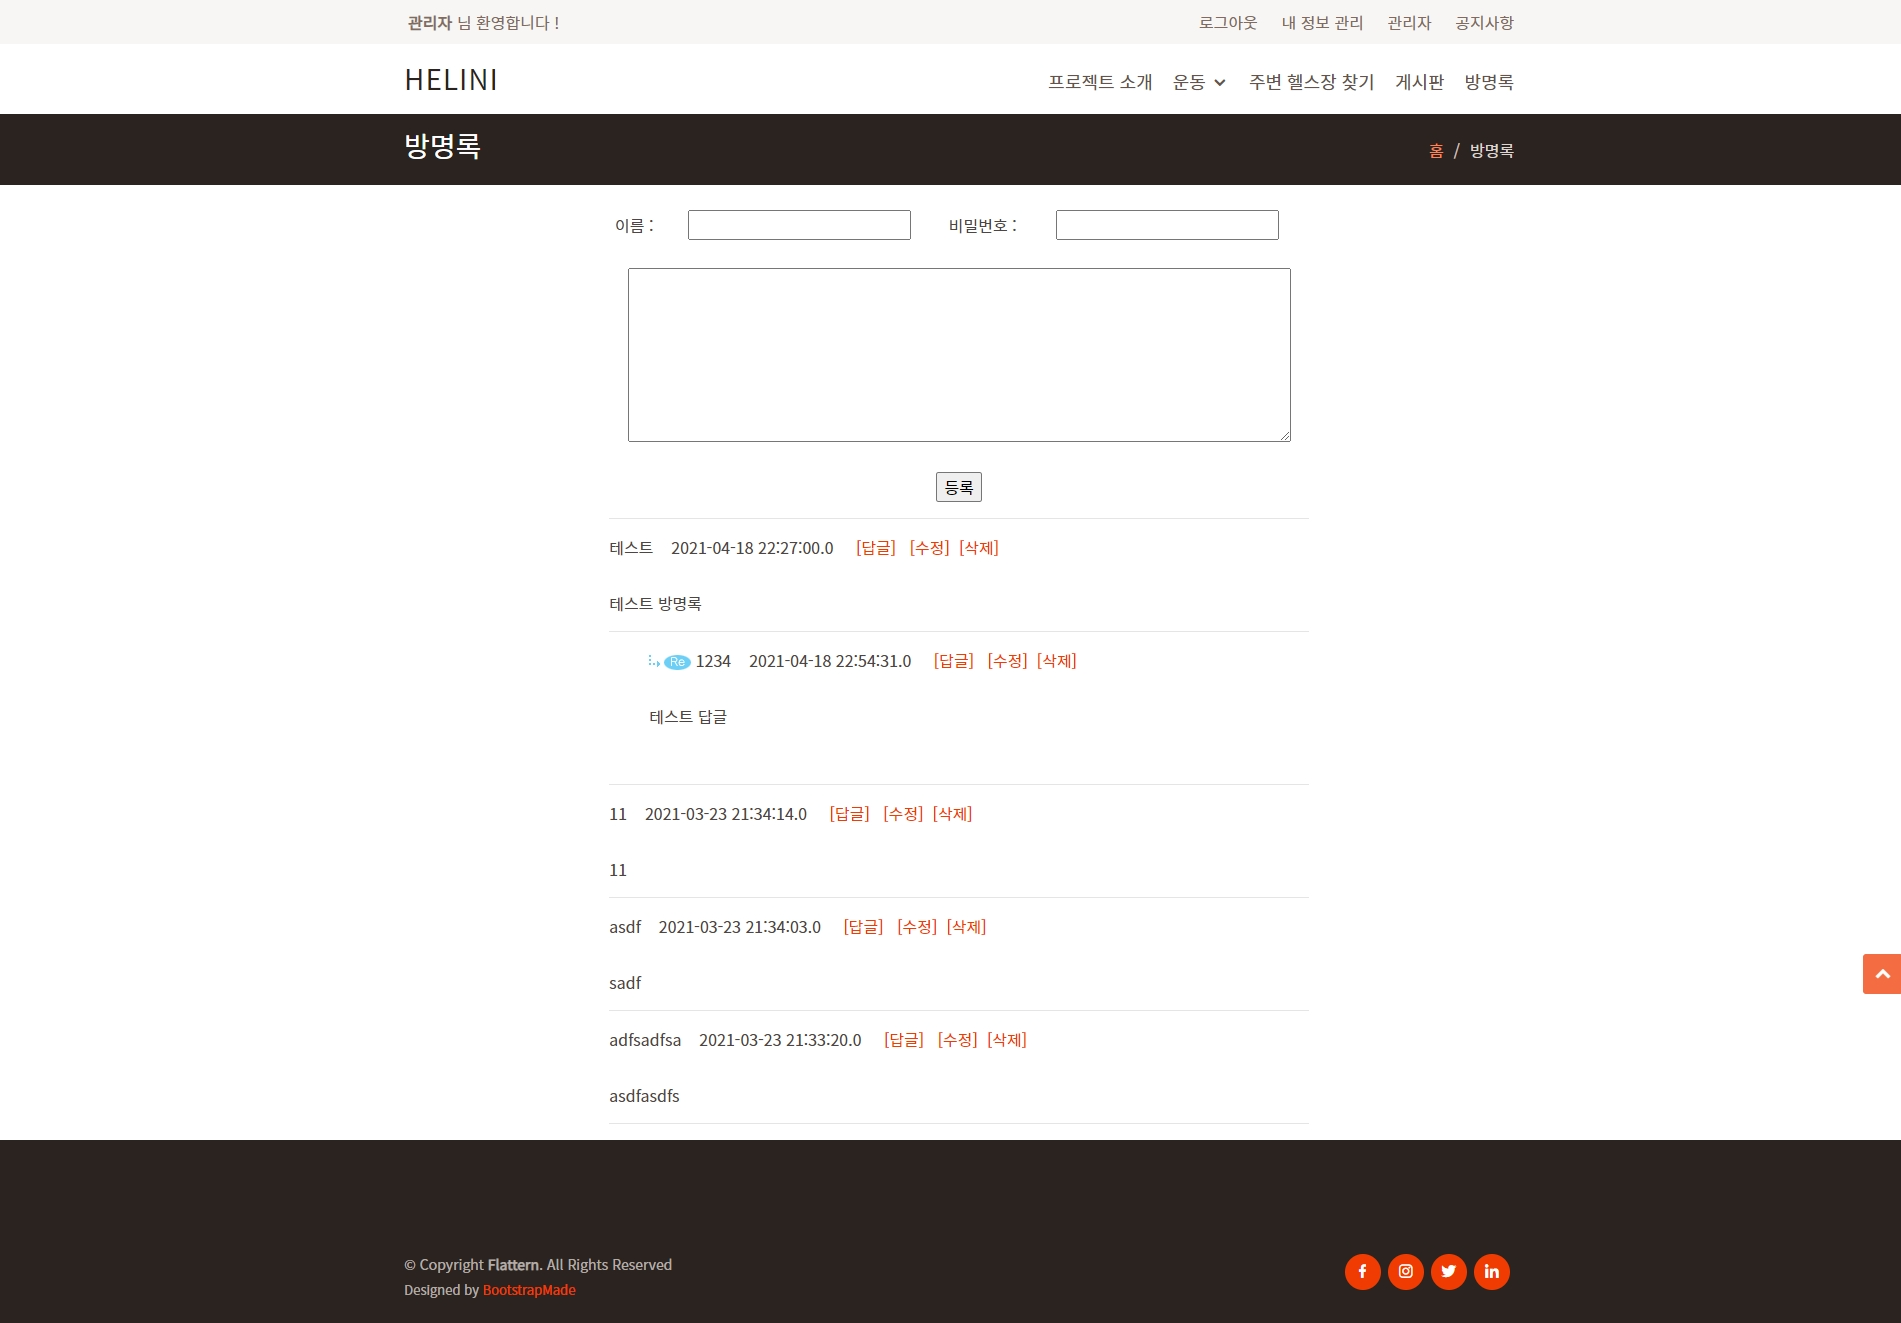 관리자 님 환영합니다 !
로그아웃 내 정보 관리 관리자 공지사항
HELINI
프로젝트 소개 운동 주변 헬스장 찾기 게시판 방명록
방명록
홈 / 방명록
이름 : 비밀번호 :
등록
테스트 2021-04-18 22:27:00.0 [답글] [수정] [삭제]
테스트 방명록
Re 1234 2021-04-18 22:54:31.0 [답글] [수정] [삭제]
테스트 답글
11 2021-03-23 21:34:14.0 [답글] [수정] [삭제]
11
asdf 2021-03-23 21:34:03.0 [답글] [수정] [삭제]
sadf
adfsadfsa 2021-03-23 21:33:20.0 [답글] [수정] [삭제]
asdfasdfs
© Copyright Flattern. All Rights Reserved
Designed by BootstrapMade